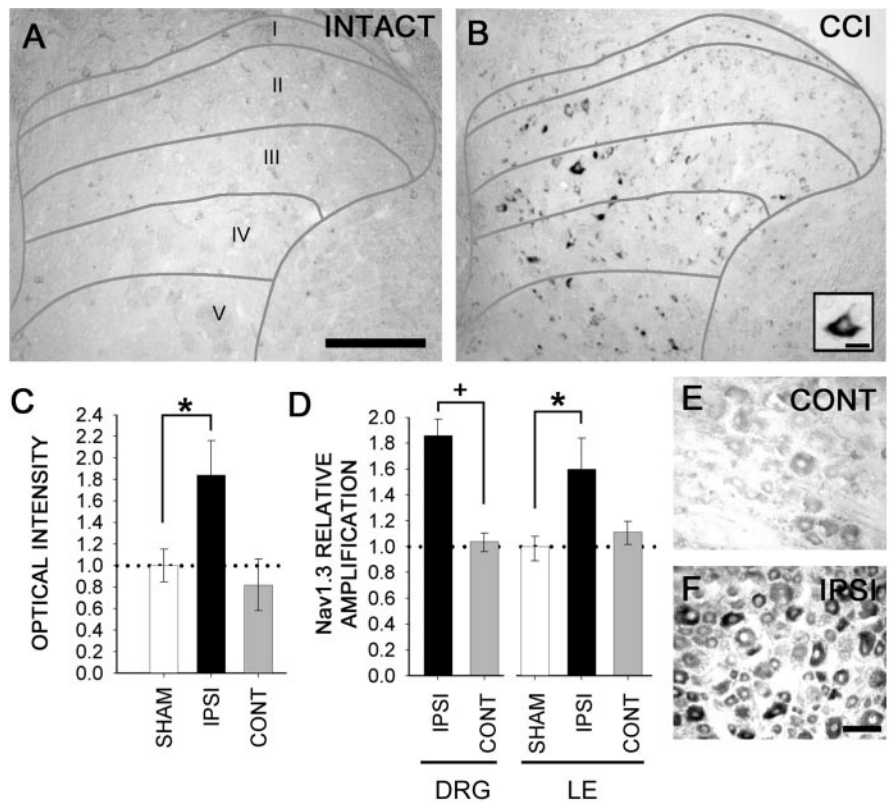 A INTACT
I
II
III
IV
V
B CCI
C
OPTICAL INTENSITY
2.4
2.2
2.0
1.8
1.6
1.4
1.2
1.0
0.8
0.6
0.4
0.2
0.0
*
SHAM
IPSI
CONT
D
Nav1.3 RELATIVE
AMPLIFICATION
2.0
1.8
1.6
1.4
1.2
1.0
0.8
0.6
0.4
0.2
0.0
+
*
IPSI
CONT
SHAM
IPSI
CONT
DRG
LE
E CONT
F IPSI